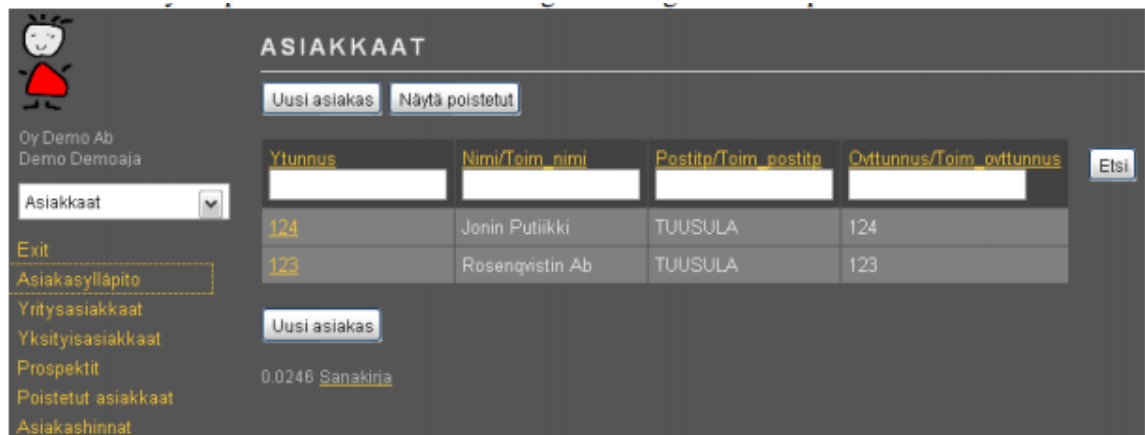 ASIAKKAAT
Uusi asiakas Näytä poistetut
Oy Demo Ab
Demo Demoaja
Asiakkaat
Exit
Asiakasylläpito
Yritysasiakkaat
Yksityisasiakkaat
Prospektit
Poistetut asiakkaat
Asiakashinnat
Ytunnus Nimi/Toim_nimi Postitp/Toim_postitp Ovttunnus/Toim_ovttunnus Etsi
124 Jonin Putiikki TUUSULA 124
123 Rosenqvistin Ab TUUSULA 123
Uusi asiakas
0.0246 Sanakirja